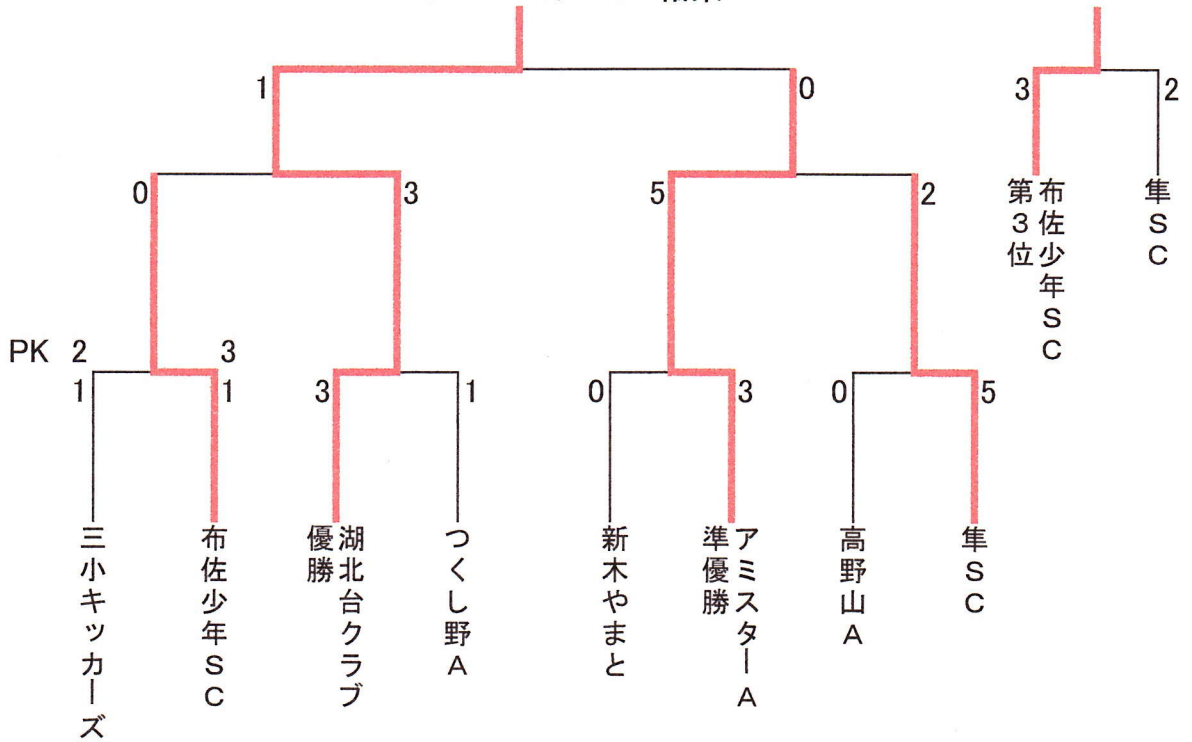 1
0
3
2
0
3
5
2
第3位
布佐少年SC
隼SC
PK 2
3
1
1
3
1
0
3
0
5
三小キッカーズ
布佐少年SC
優勝
湖北台クラブ
つくし野A
新木やまと
準優勝
アミスターA
高野山A
隼SC